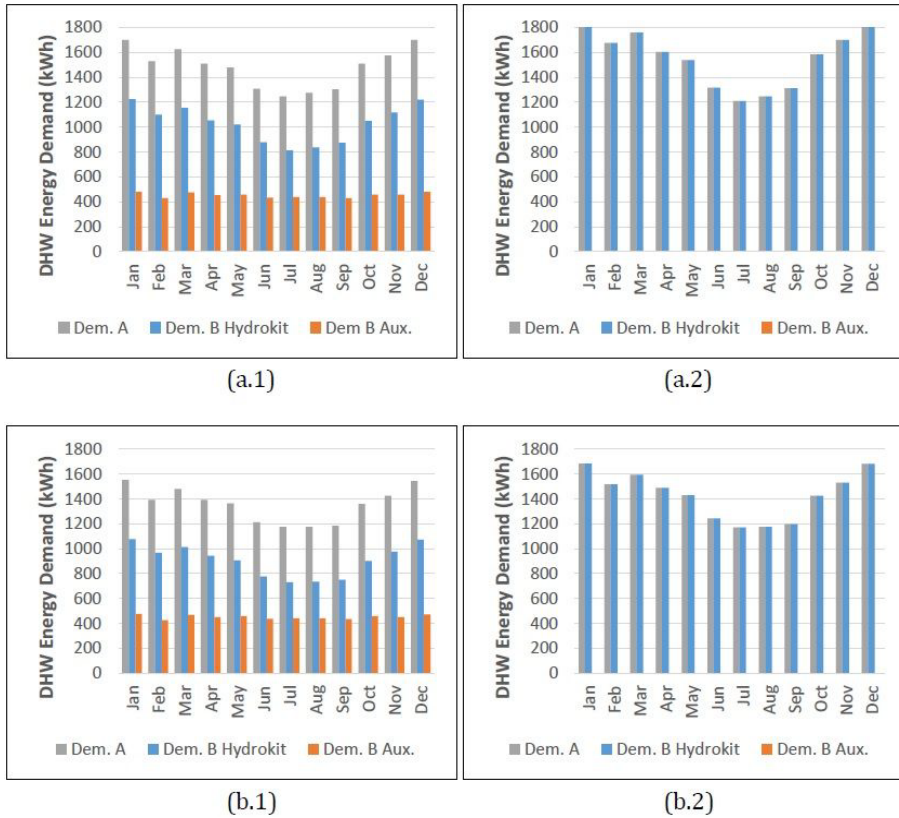 DHW Energy Demand (kWh)
1800
1600
1400
1200
1000
800
600
400
200
0
Jan
Feb
Mar
Apr
May
Jun
Jul
Aug
Sep
Oct
Nov
Dec
Dem. A Dem. B Hydrokit Dem B Aux.
(a.1)
DHW Energy Demand (kWh)
1800
1600
1400
1200
1000
800
600
400
200
0
Jan
Feb
Mar
Apr
May
Jun
Jul
Aug
Sep
Oct
Nov
Dec
Dem. A Dem. B Hydrokit Dem. B Aux.
(a.2)
DHW Energy Demand (kWh)
1800
1600
1400
1200
1000
800
600
400
200
0
Jan
Feb
Mar
Apr
May
Jun
Jul
Aug
Sep
Oct
Nov
Dec
Dem. A Dem. B Hydrokit Dem. B Aux.
(b.1)
DHW Energy Demand (kWh)
1800
1600
1400
1200
1000
800
600
400
200
0
Jan
Feb
Mar
Apr
May
Jun
Jul
Aug
Sep
Oct
Nov
Dec
Dem. A Dem. B Hydrokit Dem. B Aux.
(b.2)